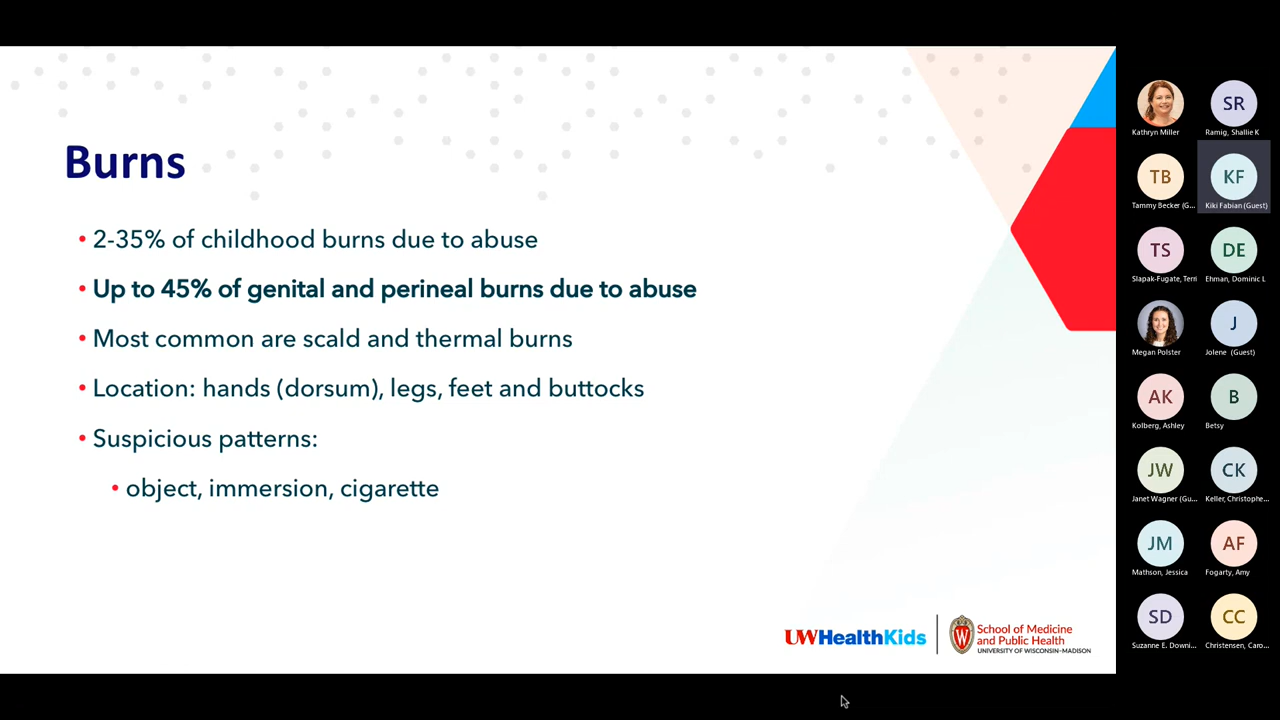 Burns
• 2-35% of childhood burns due to abuse
• Up to 45% of genital and perineal burns due to abuse
• Most common are scald and thermal burns
• Location: hands (dorsum), legs, feet and buttocks
• Suspicious patterns:
• object, immersion, cigarette
UWHealthKids
School of Medicine
and Public Health
UNIVERSITY OF WISCONSIN-MADISON
Kathryn Miller
SR
Ramig, Shallie K
TB
Tammy Becker (G...
KF
Kiki Fabian (Guest)
TS
Slapak-Fugate, Terri
DE
Ehman, Dominic L
Megan Polster
J
Jolene (Guest)
AK
Kolberg, Ashley
B
Betsy
JW
Janet Wagner (Gu...
CK
Keller, Christophe...
JM
Mathson, Jessica
AF
Fogarty, Amy
SD
Suzanne E. Downi...
CC
Christensen, Caro...
W